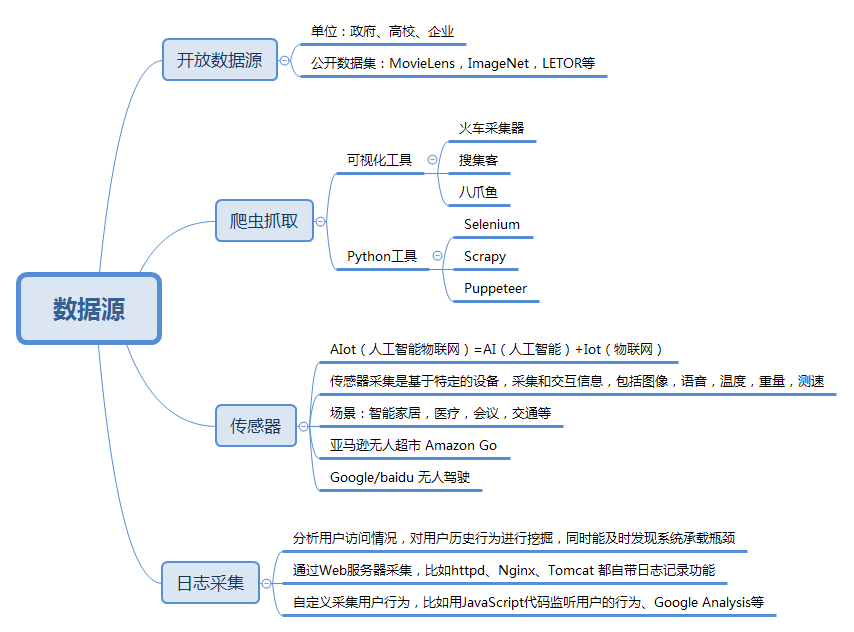 数据源
开放数据源
单位：政府、高校、企业
公开数据集：MovieLens，ImageNet，LETOR等
爬虫抓取
可视化工具
火车采集器
搜集客
八爪鱼
Python工具
Selenium
Scrapy
Puppeteer
传感器
AIot（人工智能物联网）=AI（人工智能）+Iot（物联网）
传感器采集是基于特定的设备，采集和交互信息，包括图像，语音，温度，重量，测速
场景：智能家居，医疗，会议，交通等
亚马逊无人超市 Amazon Go
Google/baidu 无人驾驶
日志采集
分析用户访问情况，对用户历史行为进行挖掘，同时能及时发现系统承载瓶颈
通过Web服务器采集，比如httpd、Nginx、Tomcat 都自带日志记录功能
自定义采集用户行为，比如用JavaScript代码监听用户的行为、Google Analysis等